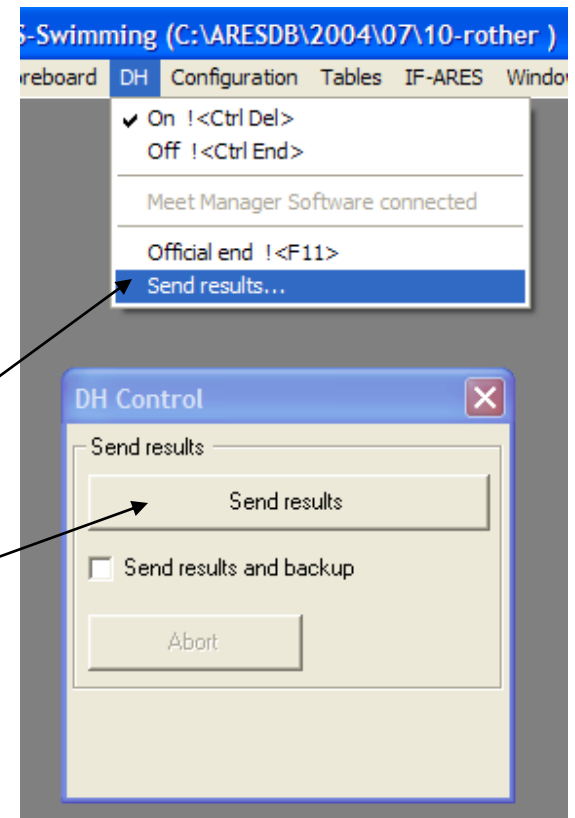 S-Swimming (C:\ARESDB\2004\07\10-rother )
reboard DH Configuration Tables IF-ARES Windo
✔ On !<Ctrl Del>
Off !<Ctrl End>
Meet Manager Software connected
Official end !<F11>
Send results...
DH Control
Send results
Send results
Send results and backup
Abort